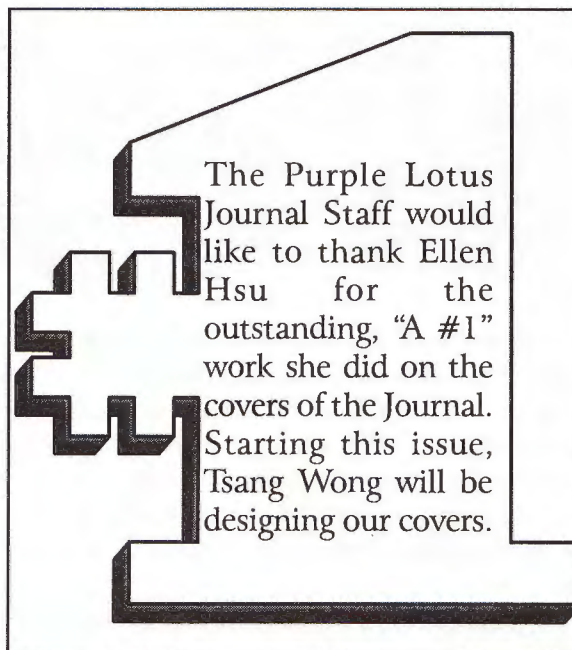 The Purple Lotus
Journal Staff would
like to thank Ellen
Hsu for the
outstanding, “A #1”
work she did on the
covers of the Journal.
Starting this issue,
Tsang Wong will be
designing our covers.